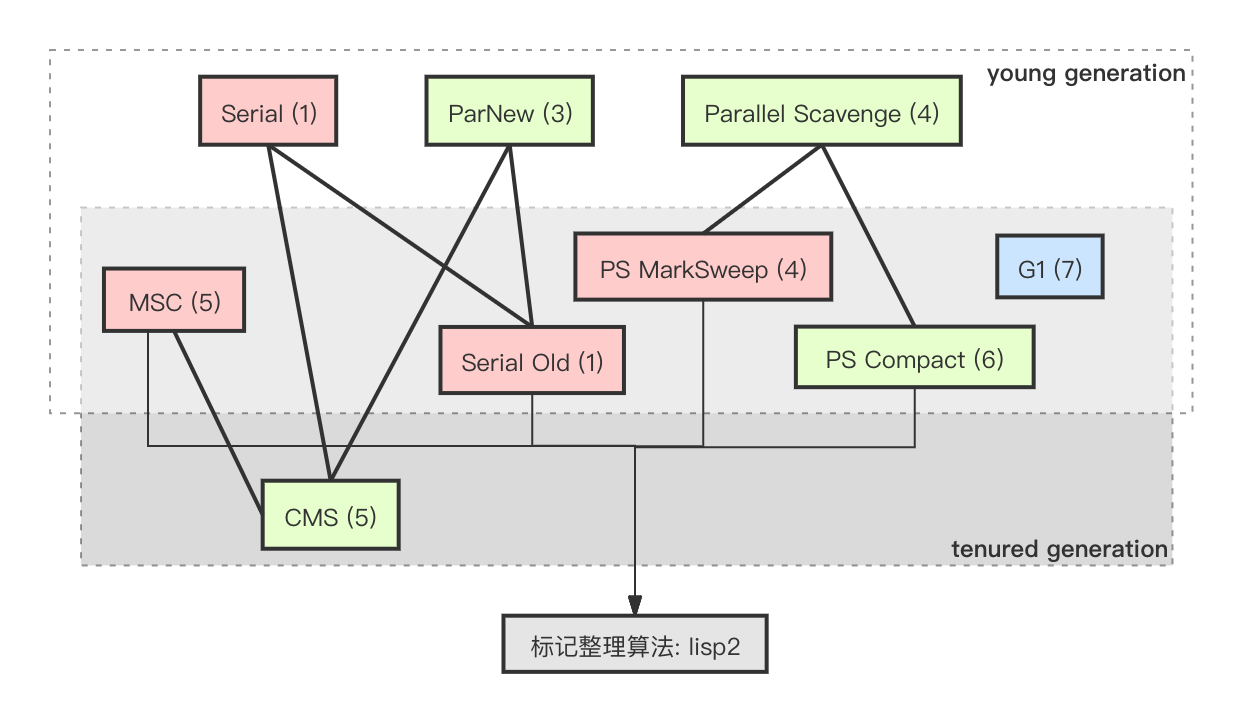 young generation
Serial (1)
ParNew (3)
Parallel Scavenge (4)
PS MarkSweep (4)
G1 (7)
MSC (5)
Serial Old (1)
PS Compact (6)
CMS (5)
tenured generation
标记整理算法: lisp2